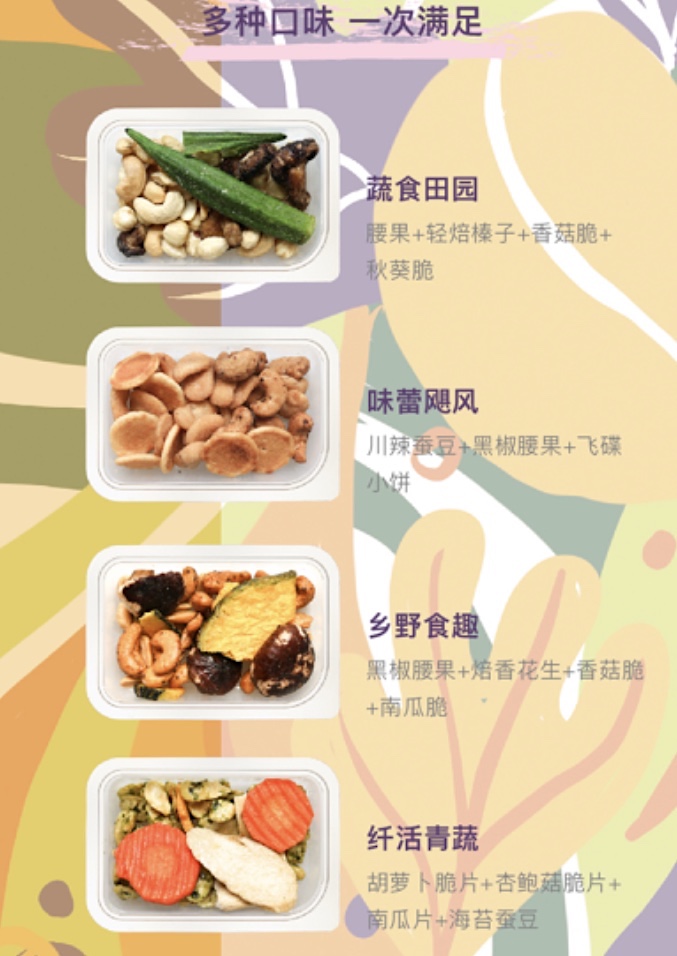 多种口味 一次满足
蔬食田园
腰果+轻焙榛子+香菇脆+
秋葵脆
味蕾飓风
川辣蚕豆+黑椒腰果+飞碟
小饼
乡野食趣
黑椒腰果+焙香花生+香菇脆
+南瓜脆
纤活青蔬
胡萝卜脆片+杏鲍菇脆片+
南瓜片+海苔蚕豆